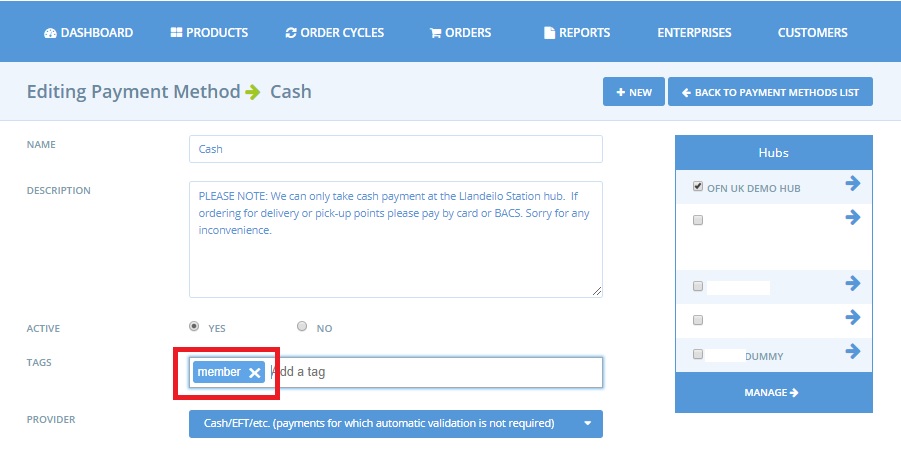 DASHBOARD PRODUCTS ORDER CYCLES ORDERS REPORTS ENTERPRISES CUSTOMERS
Editing Payment Method Cash
NEW BACK TO PAYMENT METHODS LIST
NAME
Cash
DESCRIPTION
PLEASE NOTE: We can only take cash payment at the Llandeilo Station hub. If
ordering for delivery or pick-up points please pay by card or BACS. Sorry for any
inconvenience.
ACTIVE
YES NO
TAGS
member Add a tag
PROVIDER
Cash/EFT/etc. (payments for which automatic validation is not required)
Hubs
OFN UK DEMO HUB
DUMMY
MANAGE